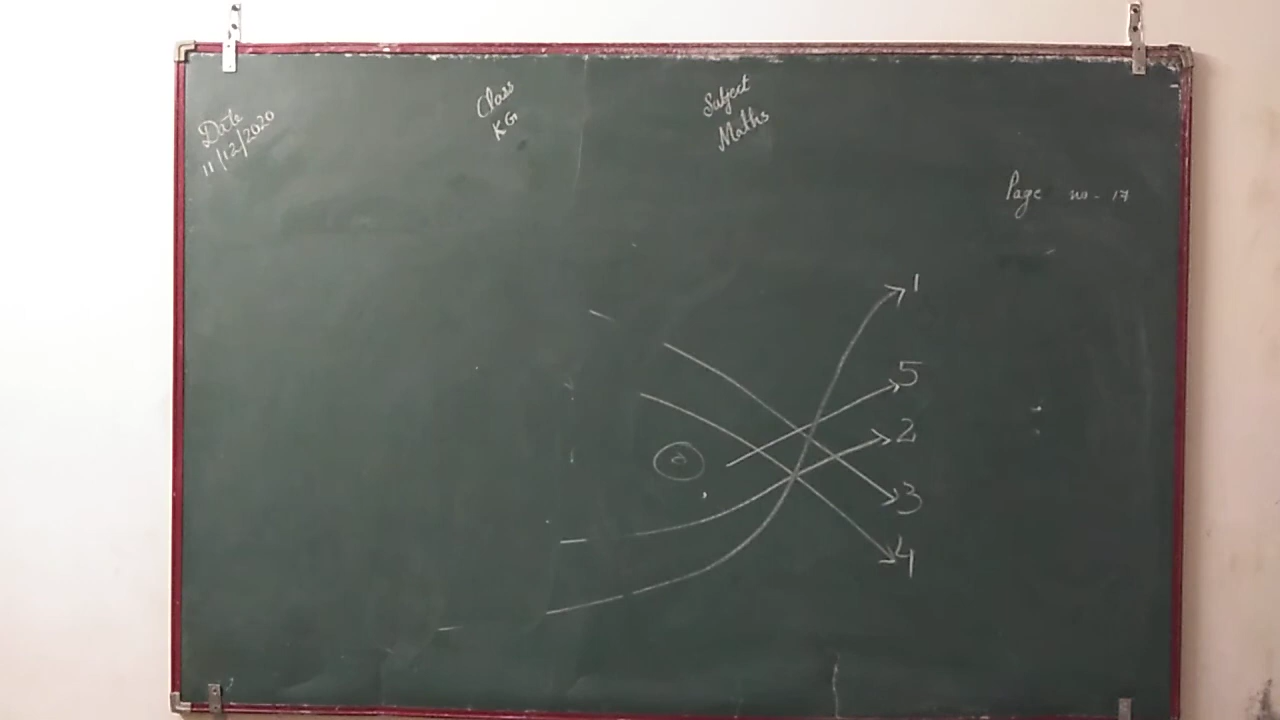 Date
11/12/2020
Class
KG
Subject
Maths
Page no - 17
1
5
2
3
4